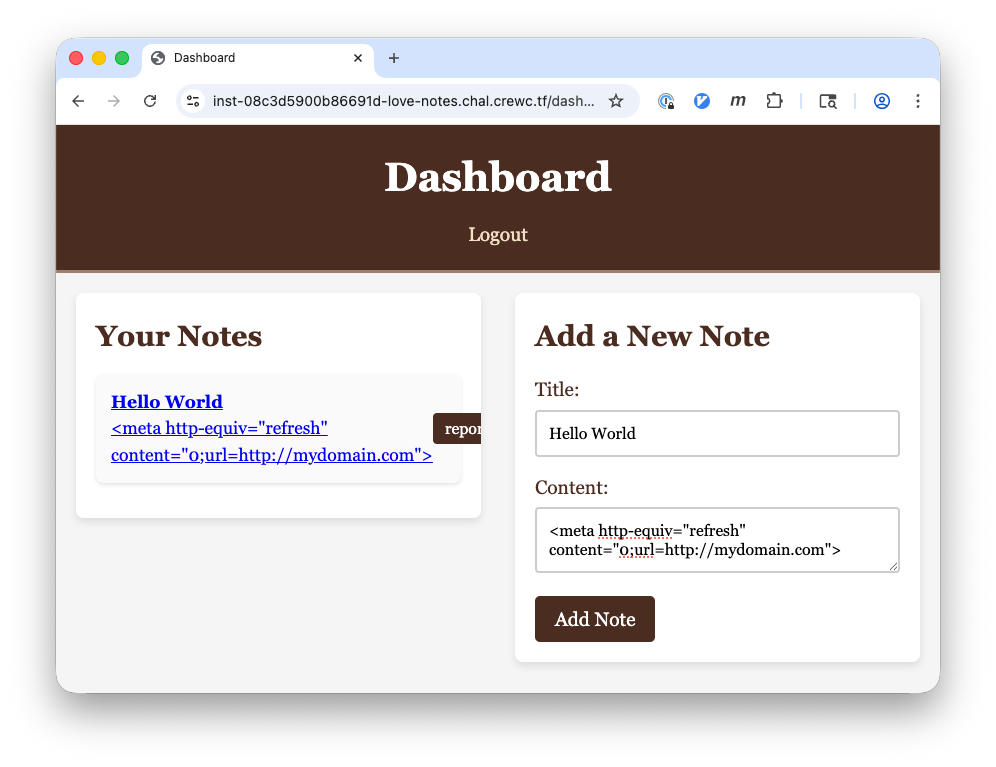 Dashboard
inst-08c3d5900b86691d-love-notes.chal.crewc.tf/dash...
Dashboard
Logout
Your Notes
Hello World
<meta http-equiv="refresh"
content="0;url=http://mydomain.com">
repor
Add a New Note
Title:
Hello World
Content:
<meta http-equiv="refresh"
content="0;url=http://mydomain.com">
Add Note